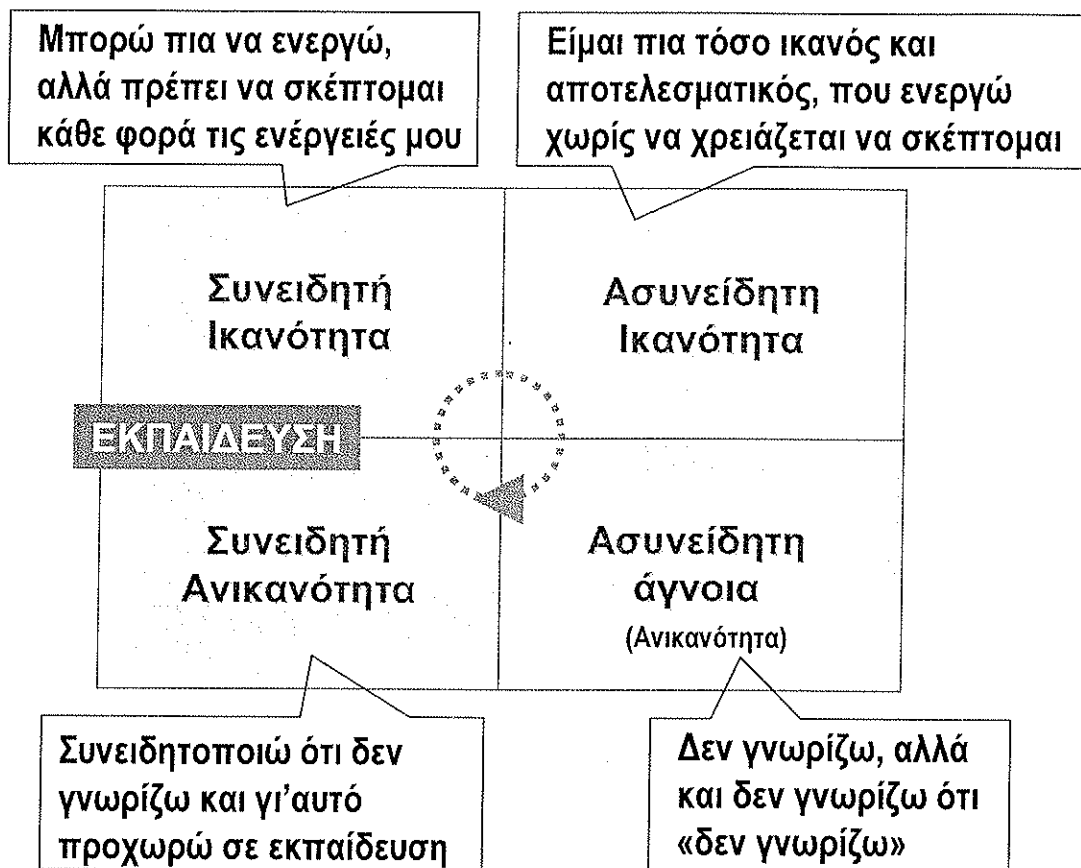 Μπορώ πια να ενεργώ,
αλλά πρέπει να σκέπτομαι
κάθε φορά τις ενέργειές μου
Είμαι πια τόσο ικανός και
αποτελεσματικός, που ενεργώ
χωρίς να χρειάζεται να σκέπτομαι
Συνειδητή
Ικανότητα
Ασυνείδητη
Ικανότητα
ΕΚΠΑΙΔΕΥΣΗ
Συνειδητή
Ανικανότητα
Ασυνείδητη
άγνοια
(Ανικανότητα)
Συνειδητοποιώ ότι δεν
γνωρίζω και γι'αυτό
προχωρώ σε εκπαίδευση
Δεν γνωρίζω, αλλά
και δεν γνωρίζω ότι
«δεν γνωρίζω»